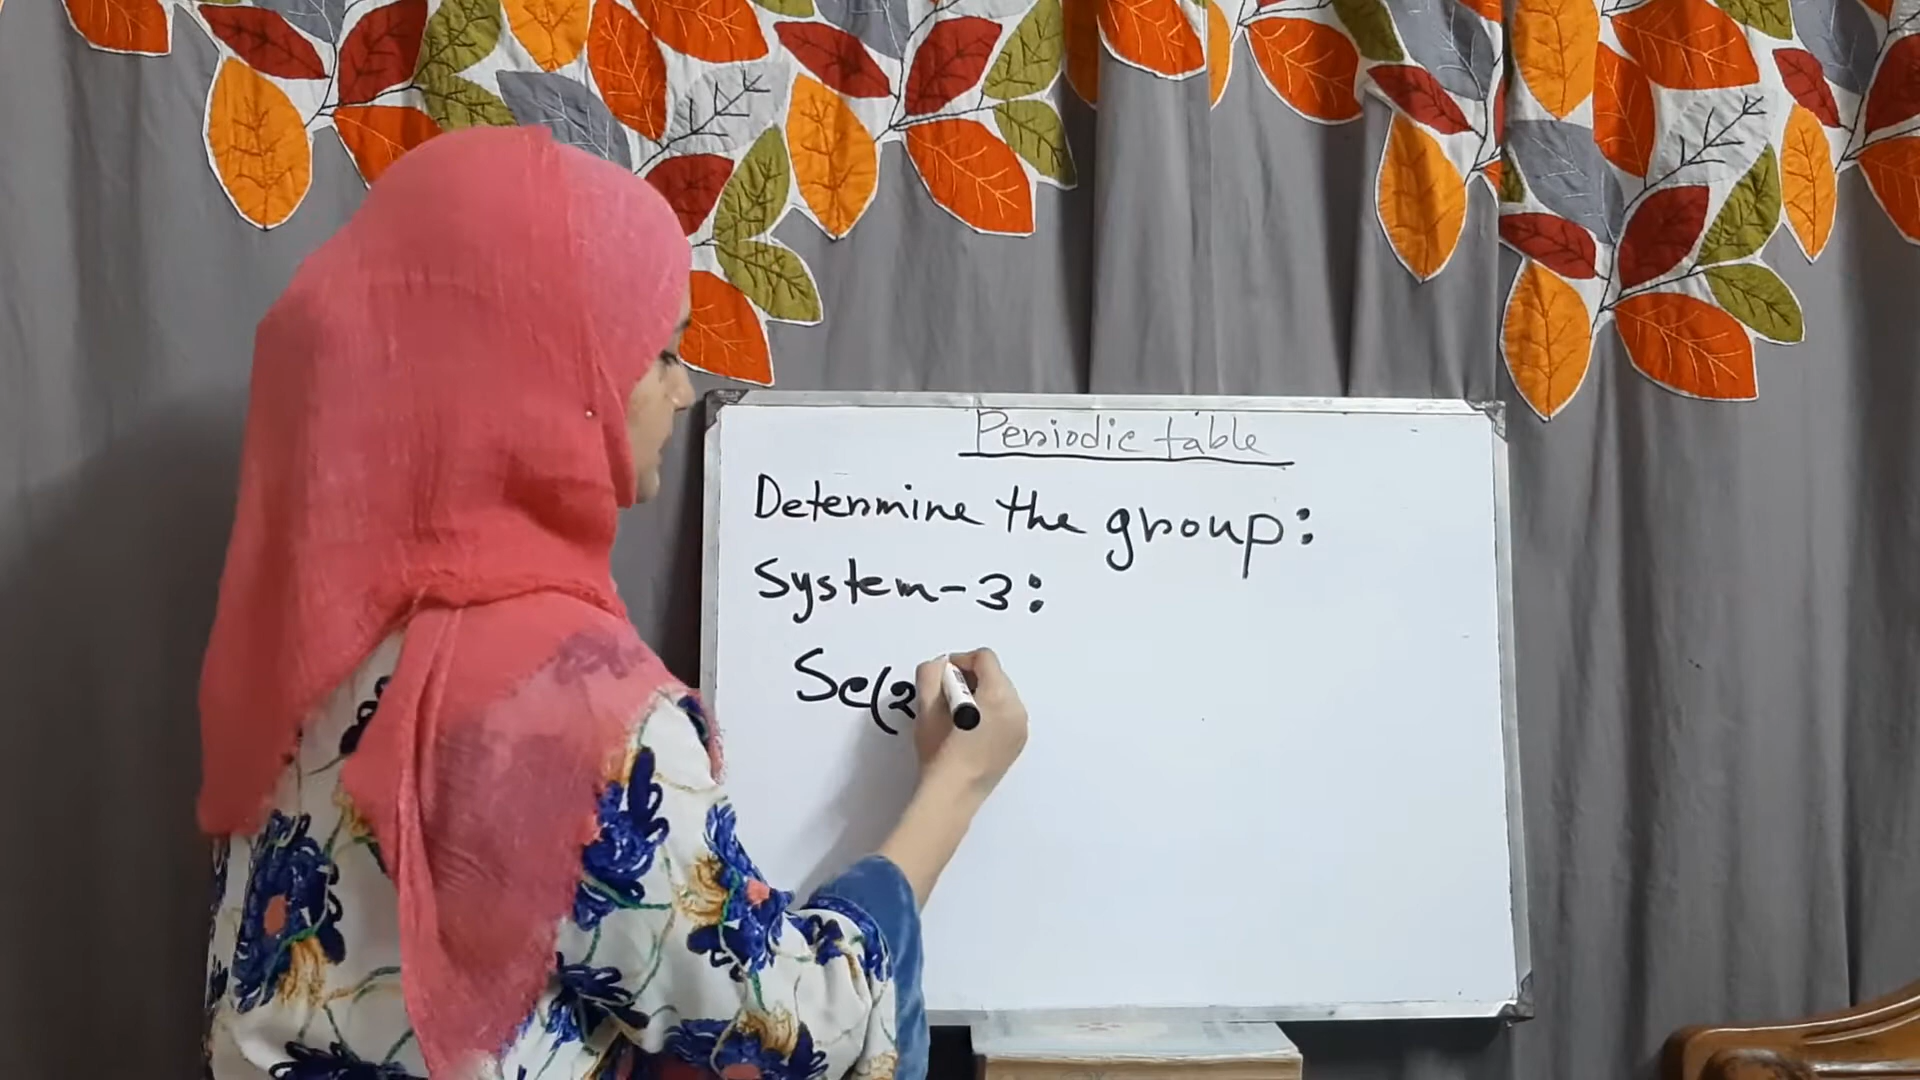 Periodic table
Determine the group:
System-3:
Sc(2